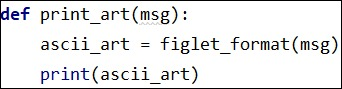 def print_art(msg):
    ascii_art = figlet_format(msg)
    print(ascii_art)